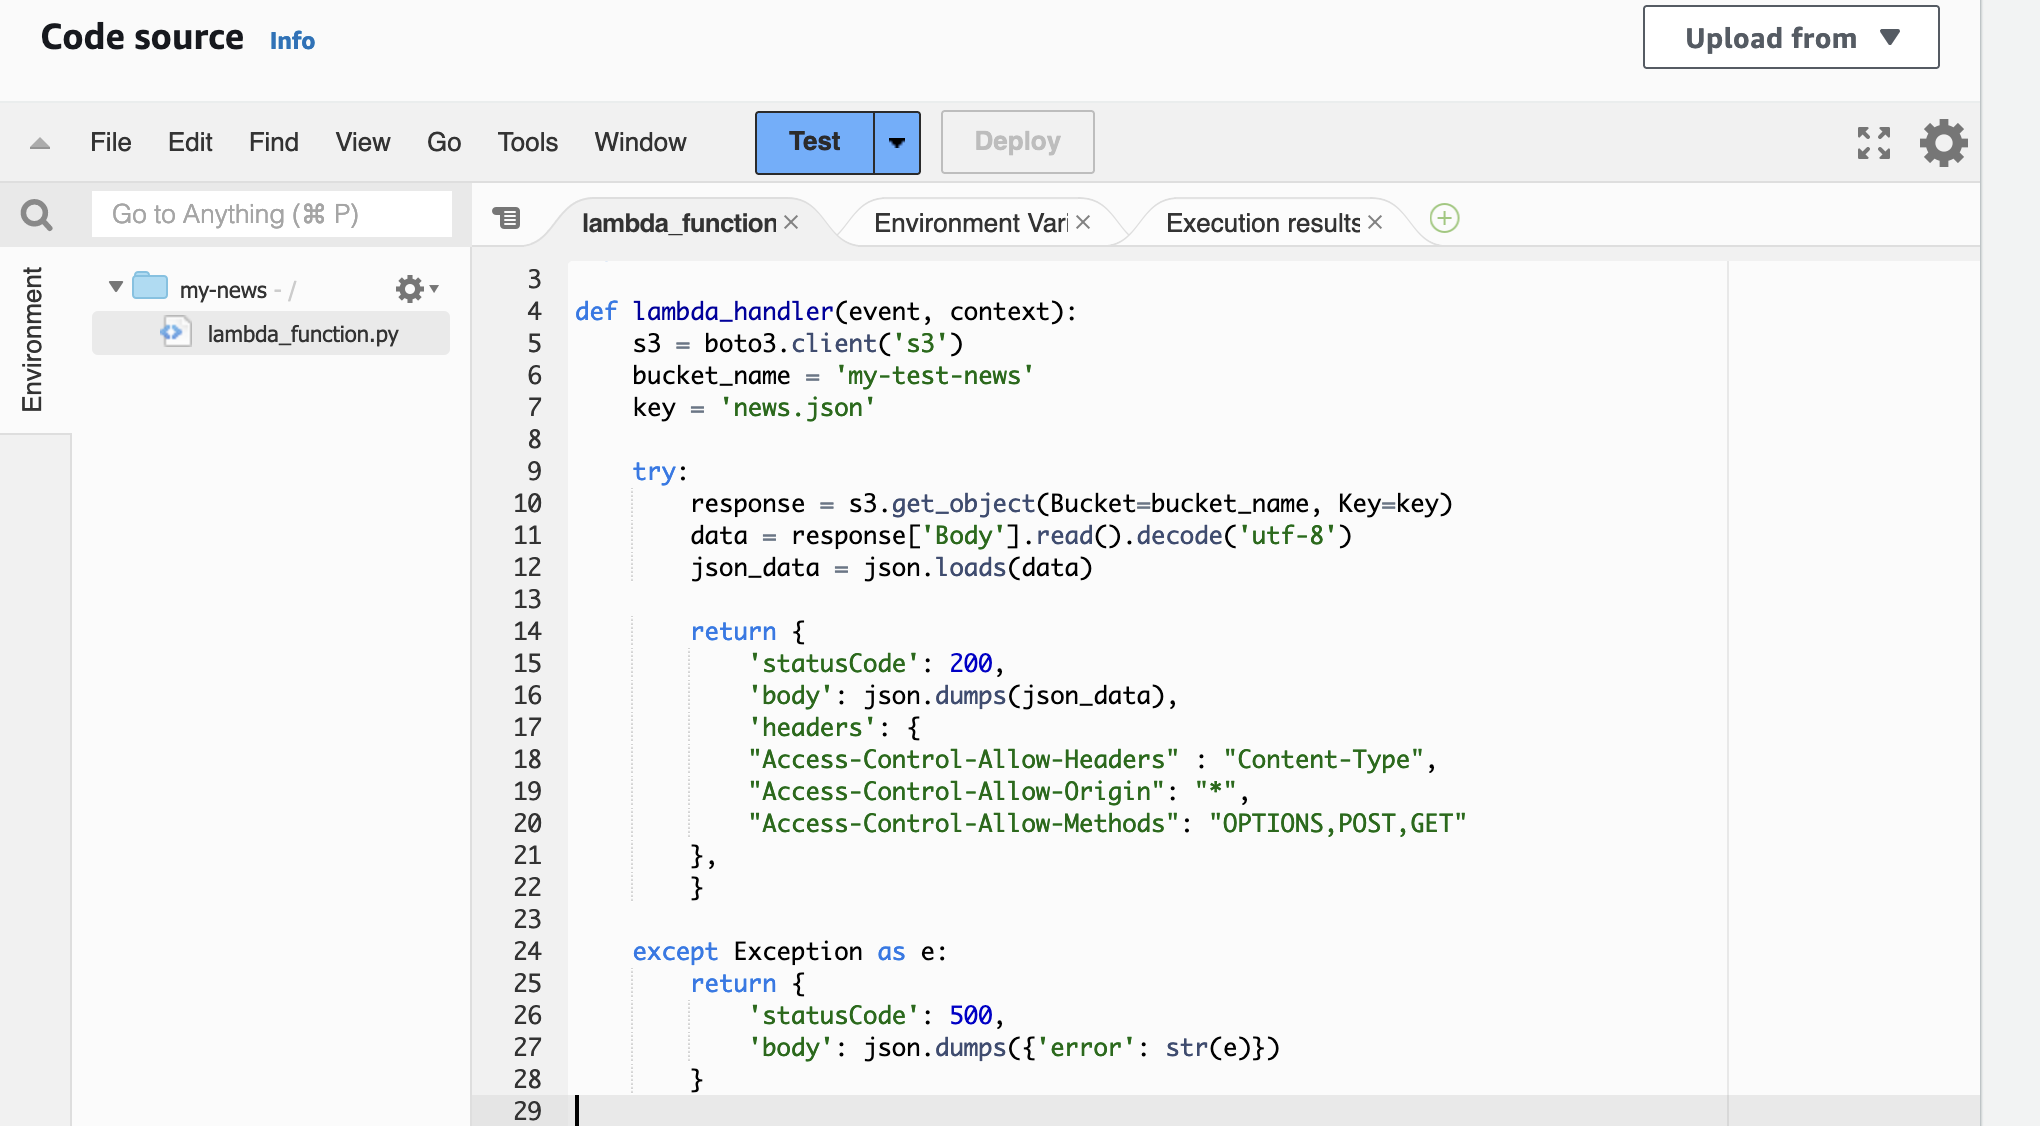 Code source Info
Upload from
File Edit Find View Go Tools Window Test Deploy
Go to Anything (⌘ P)
lambda_function
Environment Vari
Execution results
Environment
my-news - /
lambda_function.py
3
4 def lambda_handler(event, context):
5     s3 = boto3.client('s3')
6     bucket_name = 'my-test-news'
7     key = 'news.json'
8
9     try:
10         response = s3.get_object(Bucket=bucket_name, Key=key)
11         data = response['Body'].read().decode('utf-8')
12         json_data = json.loads(data)
13
14         return {
15             'statusCode': 200,
16             'body': json.dumps(json_data),
17             'headers': {
18             "Access-Control-Allow-Headers" : "Content-Type",
19             "Access-Control-Allow-Origin": "*",
20             "Access-Control-Allow-Methods": "OPTIONS,POST,GET"
21         },
22         }
23
24     except Exception as e:
25         return {
26             'statusCode': 500,
27             'body': json.dumps({'error': str(e)})
28         }
29